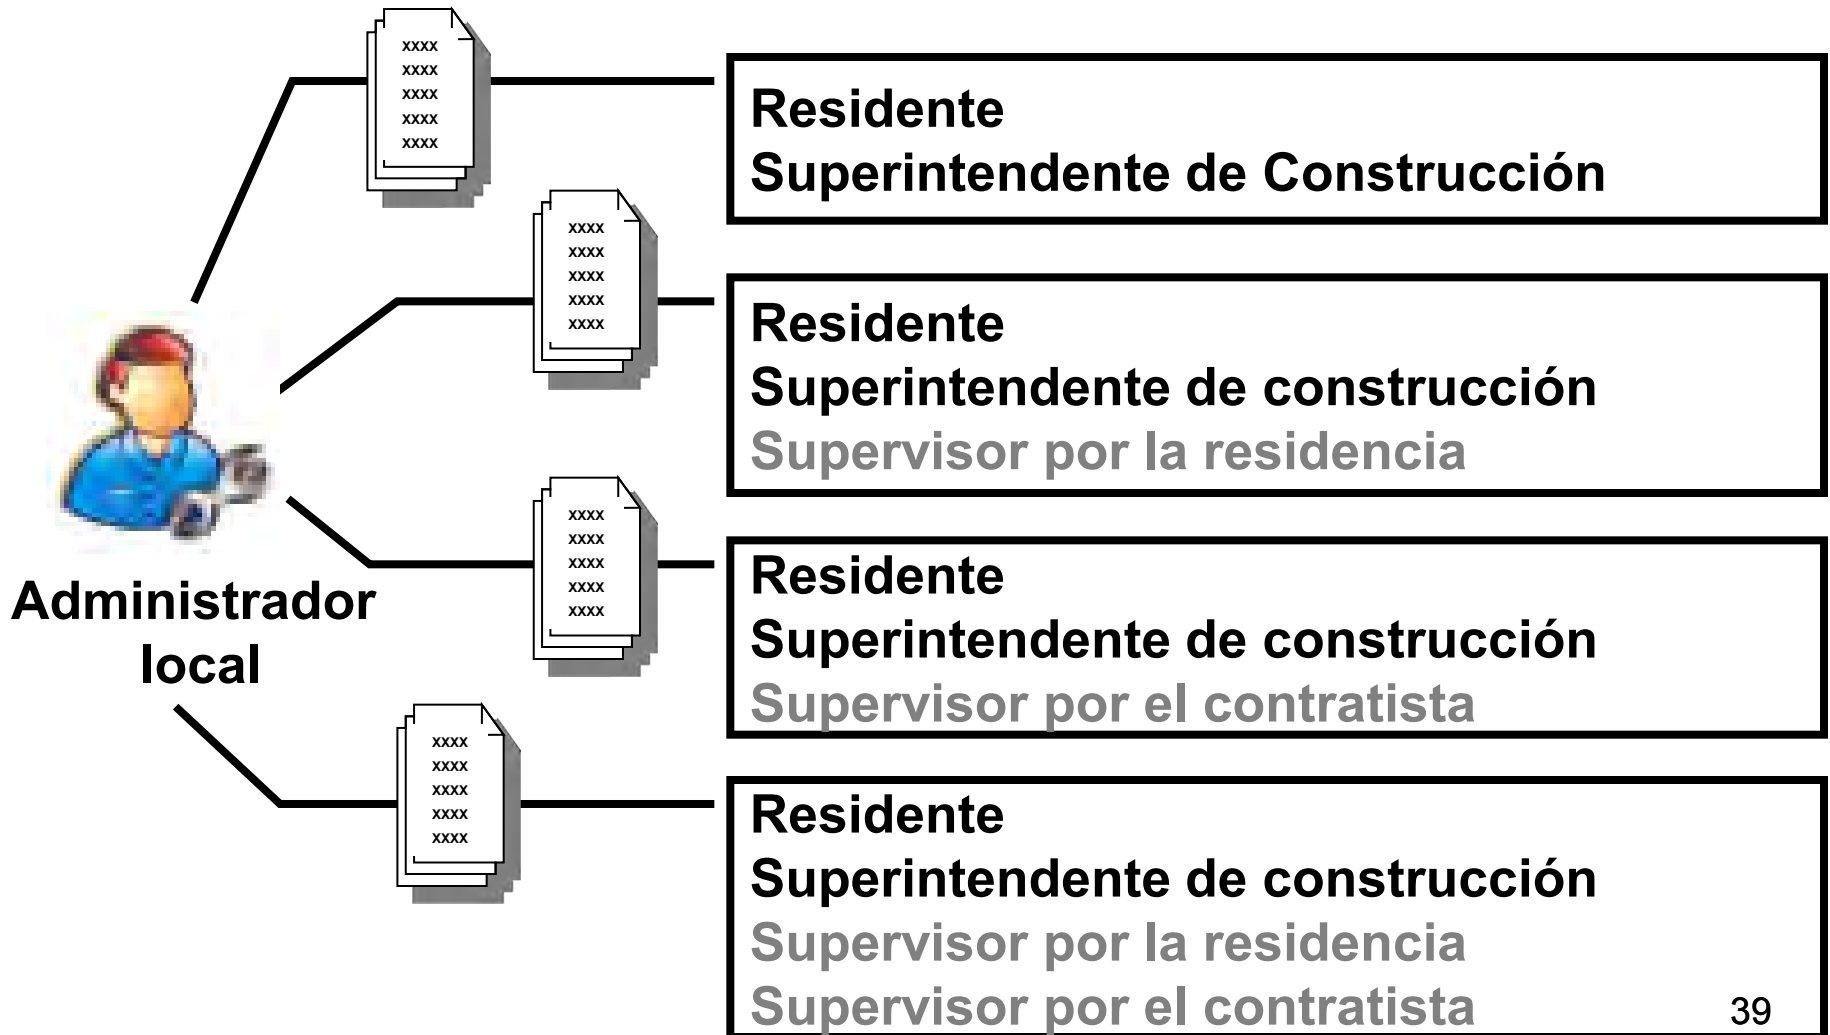 xxxx
xxxx
xxxx
xxxx
xxxx
Residente
Superintendente de Construcción
xxxx
xxxx
xxxx
xxxx
xxxx
Residente
Superintendente de construcción
Supervisor por la residencia
Administrador
local
xxxx
xxxx
xxxx
xxxx
xxxx
Residente
Superintendente de construcción
Supervisor por el contratista
xxxx
xxxx
xxxx
xxxx
xxxx
Residente
Superintendente de construcción
Supervisor por la residencia
Supervisor por el contratista
39